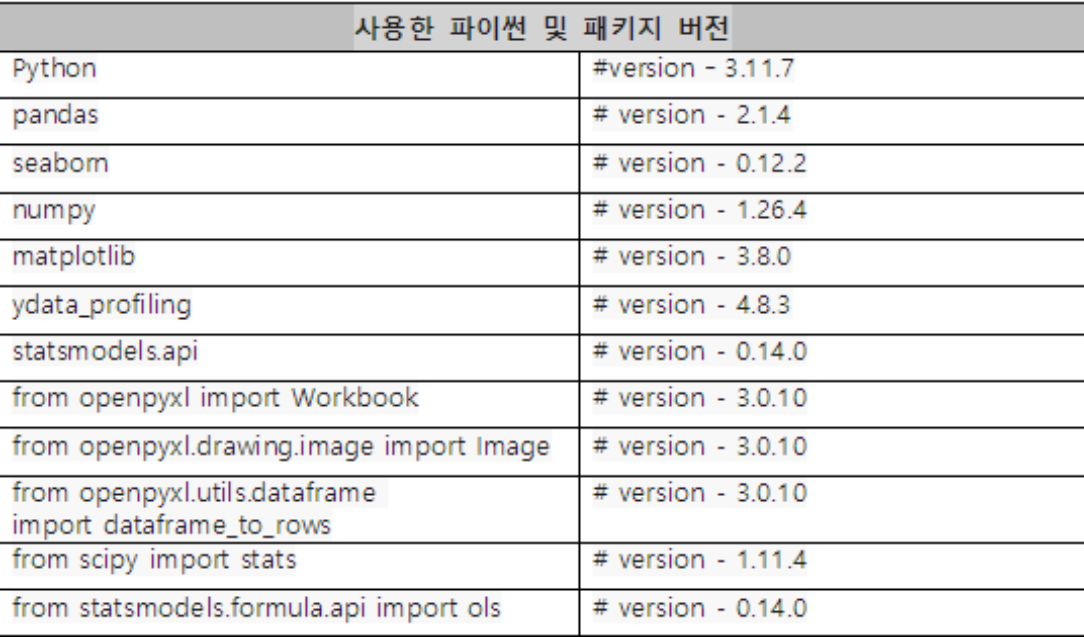 사용한 파이썬 및 패키지 버전
Python #version - 3.11.7
pandas # version - 2.1.4
seaborn # version - 0.12.2
numpy # version - 1.26.4
matplotlib # version - 3.8.0
ydata_profiling # version - 4.8.3
statsmodels.api # version - 0.14.0
from openpyxl import Workbook # version - 3.0.10
from openpyxl.drawing.image import Image # version - 3.0.10
from openpyxl.utils.dataframe # version - 3.0.10
import dataframe_to_rows
from scipy import stats # version - 1.11.4
from statsmodels.formula.api import ols # version - 0.14.0